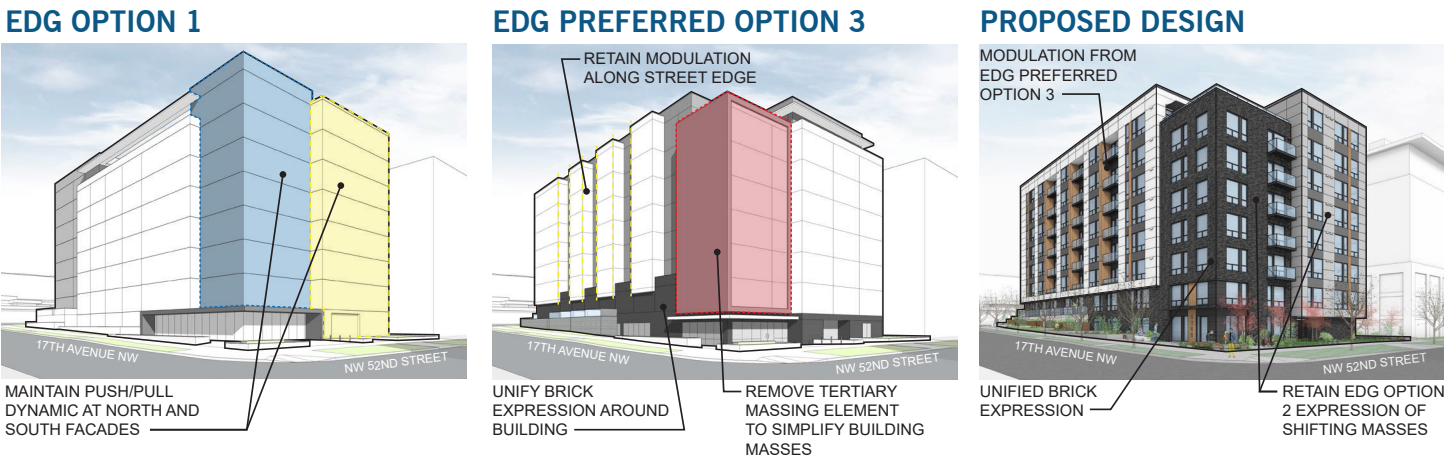 EDG OPTION 1
17TH AVENUE NW
NW 52ND STREET
MAINTAIN PUSH/PULL
DYNAMIC AT NORTH AND
SOUTH FACADES
EDG PREFERRED OPTION 3
RETAIN MODULATION
ALONG STREET EDGE
17TH AVENUE NW
NW 52ND STREET
UNIFY BRICK
EXPRESSION AROUND
BUILDING
REMOVE TERTIARY
MASSING ELEMENT
TO SIMPLIFY BUILDING
MASSES
PROPOSED DESIGN
MODULATION FROM
EDG PREFERRED
OPTION 3
17TH AVENUE NW
NW 52ND STREET
UNIFIED BRICK
EXPRESSION
RETAIN EDG OPTION
2 EXPRESSION OF
SHIFTING MASSES